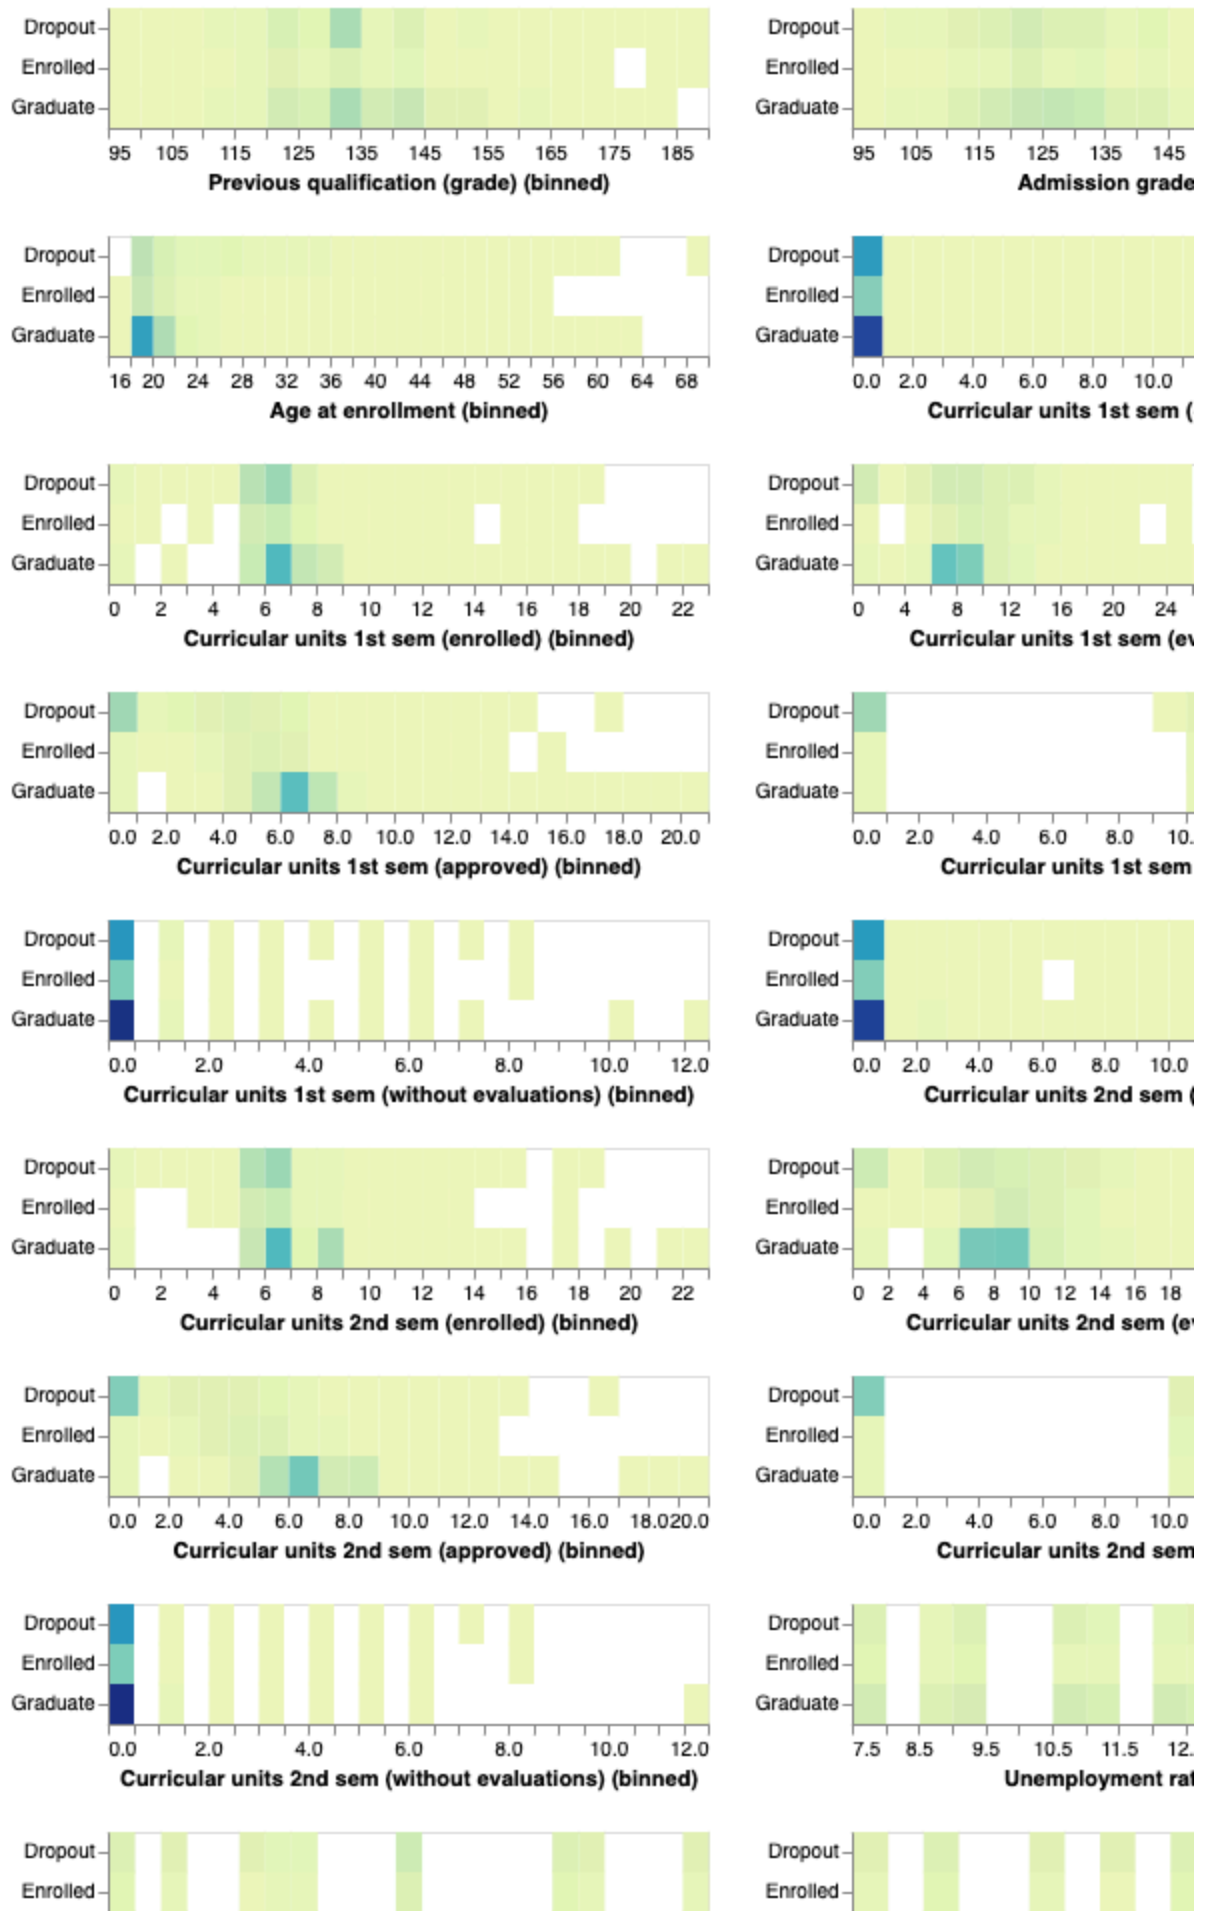 Dropout
Enrolled
Graduate
95 105 115 125 135 145 155 165 175 185
Previous qualification (grade) (binned)
Dropout
Enrolled
Graduate
95 105 115 125 135 145
Admission grade
Dropout
Enrolled
Graduate
16 20 24 28 32 36 40 44 48 52 56 60 64 68
Age at enrollment (binned)
Dropout
Enrolled
Graduate
0.0 2.0 4.0 6.0 8.0 10.0
Curricular units 1st sem (
Dropout
Enrolled
Graduate
0 2 4 6 8 10 12 14 16 18 20 22
Curricular units 1st sem (enrolled) (binned)
Dropout
Enrolled
Graduate
0 4 8 12 16 20 24
Curricular units 1st sem (ev
Dropout
Enrolled
Graduate
0.0 2.0 4.0 6.0 8.0 10.0 12.0 14.0 16.0 18.0 20.0
Curricular units 1st sem (approved) (binned)
Dropout
Enrolled
Graduate
0.0 2.0 4.0 6.0 8.0 10.
Curricular units 1st sem
Dropout
Enrolled
Graduate
0.0 2.0 4.0 6.0 8.0 10.0 12.0
Curricular units 1st sem (without evaluations) (binned)
Dropout
Enrolled
Graduate
0.0 2.0 4.0 6.0 8.0 10.0
Curricular units 2nd sem (
Dropout
Enrolled
Graduate
0 2 4 6 8 10 12 14 16 18 20 22
Curricular units 2nd sem (enrolled) (binned)
Dropout
Enrolled
Graduate
0 2 4 6 8 10 12 14 16 18
Curricular units 2nd sem (ev
Dropout
Enrolled
Graduate
0.0 2.0 4.0 6.0 8.0 10.0 12.0 14.0 16.0 18.0 20.0
Curricular units 2nd sem (approved) (binned)
Dropout
Enrolled
Graduate
0.0 2.0 4.0 6.0 8.0 10.0
Curricular units 2nd sem
Dropout
Enrolled
Graduate
0.0 2.0 4.0 6.0 8.0 10.0 12.0
Curricular units 2nd sem (without evaluations) (binned)
Dropout
Enrolled
Graduate
7.5 8.5 9.5 10.5 11.5 12.
Unemployment rat
Dropout
Enrolled
Dropout
Enrolled